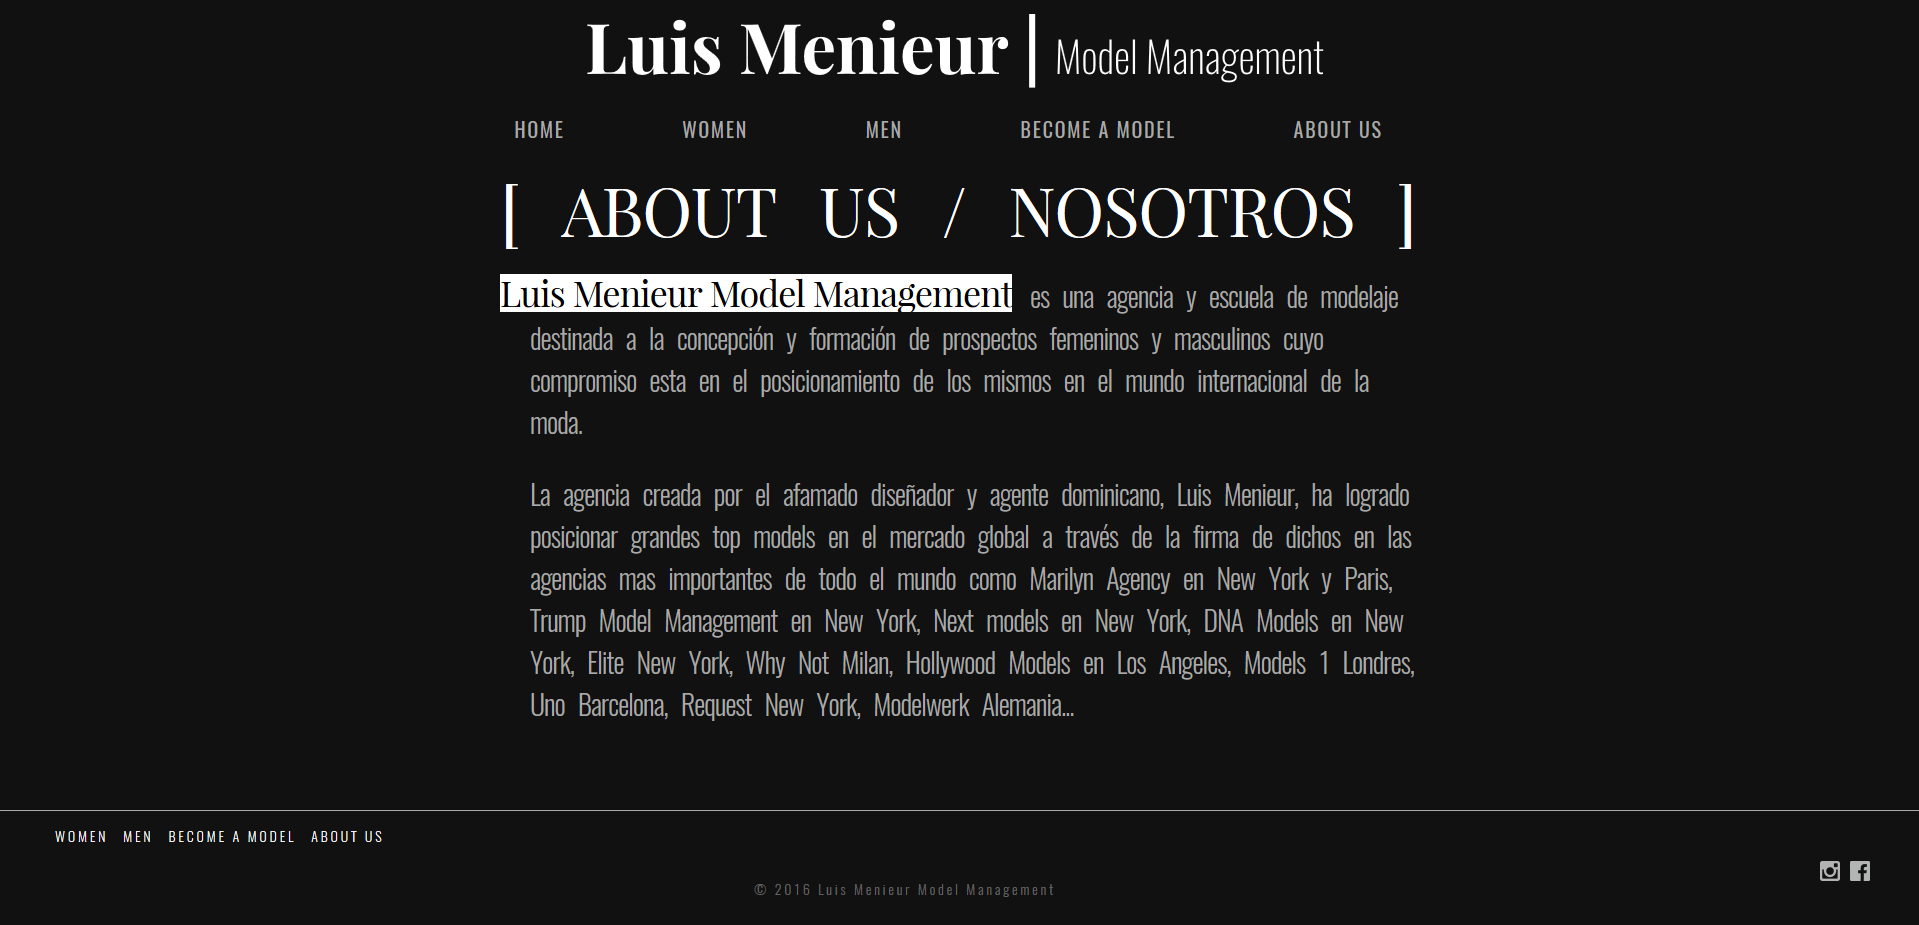 Luis Menieur | Model Management
HOME WOMEN MEN BECOME A MODEL ABOUT US
[ ABOUT US / NOSOTROS ]
Luis Menieur Model Management es una agencia y escuela de modelaje
destinada a la concepción y formación de prospectos femeninos y masculinos cuyo
compromiso esta en el posicionamiento de los mismos en el mundo internacional de la
moda.
La agencia creada por el afamado diseñador y agente dominicano, Luis Menieur, ha logrado
posicionar grandes top models en el mercado global a través de la firma de dichos en las
agencias mas importantes de todo el mundo como Marilyn Agency en New York y Paris,
Trump Model Management en New York, Next models en New York, DNA Models en New
York, Elite New York, Why Not Milan, Hollywood Models en Los Angeles, Models 1 Londres,
Uno Barcelona, Request New York, Modelwerk Alemania...
WOMEN MEN BECOME A MODEL ABOUT US
© 2016 Luis Menieur Model Management